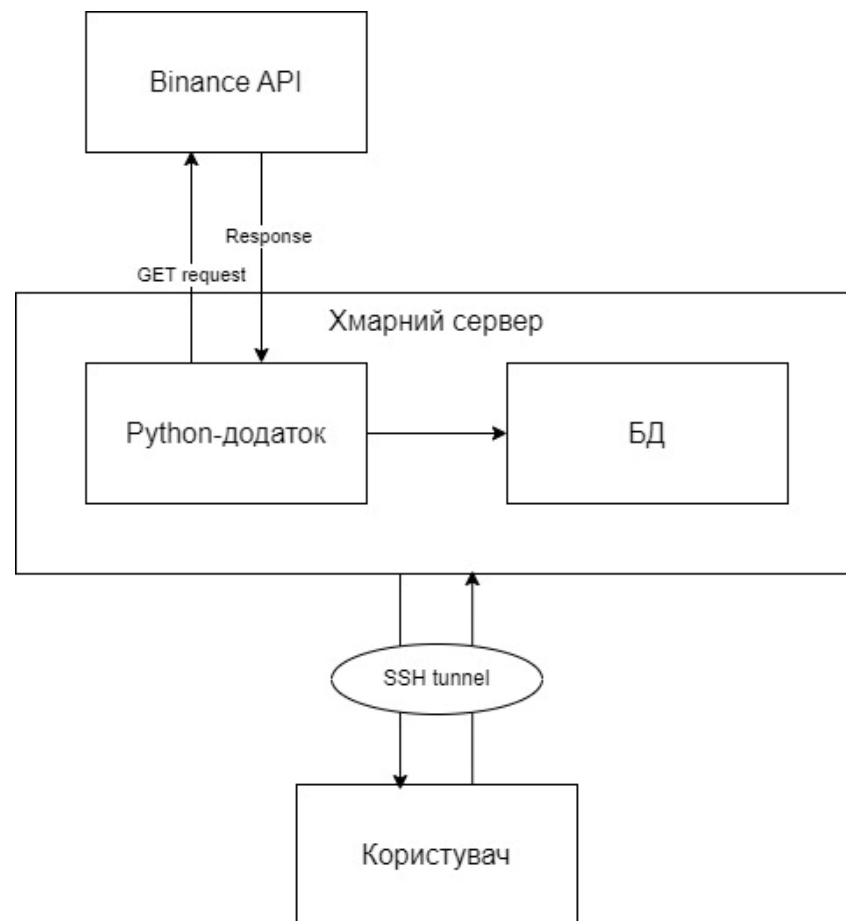 Binance API
Response
GET request
Хмарний сервер
Python-додаток
БД
SSH tunnel
Користувач